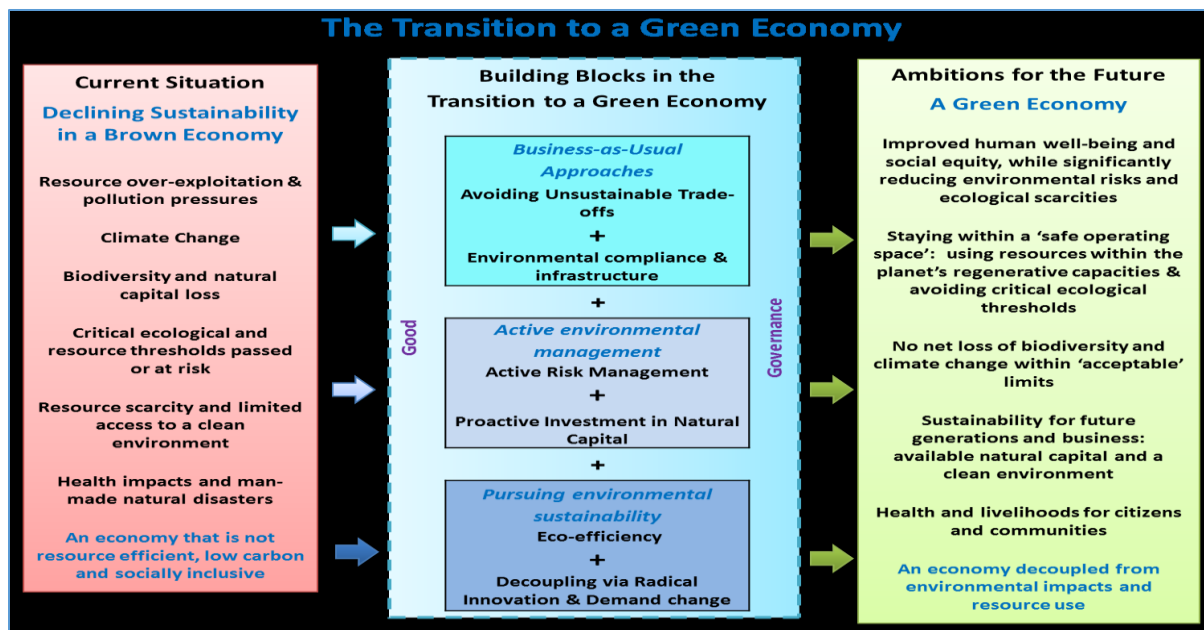 The Transition to a Green Economy
Current Situation
Declining Sustainability
in a Brown Economy
Resource over-exploitation &
pollution pressures
Climate Change
Biodiversity and natural
capital loss
Critical ecological and
resource thresholds passed
or at risk
Resource scarcity and limited
access to a clean
environment
Health impacts and man-
made natural disasters
An economy that is not
resource efficient, low carbon
and socially inclusive
Building Blocks in the
Transition to a Green Economy
Good
Business-as-Usual
Approaches
Avoiding Unsustainable Trade-
offs
+
Environmental compliance &
infrastructure
+
Active environmental
management
Active Risk Management
+
Proactive Investment in Natural
Capital
+
Pursuing environmental
sustainability
Eco-efficiency
+
Decoupling via Radical
Innovation & Demand change
Governance
Ambitions for the Future
A Green Economy
Improved human well-being and
social equity, while significantly
reducing environmental risks and
ecological scarcities
Staying within a ‘safe operating
space’: using resources within the
planet’s regenerative capacities &
avoiding critical ecological
thresholds
No net loss of biodiversity and
climate change within ‘acceptable’
limits
Sustainability for future
generations and business:
available natural capital and a
clean environment
Health and livelihoods for citizens
and communities
An economy decoupled from
environmental impacts and
resource use